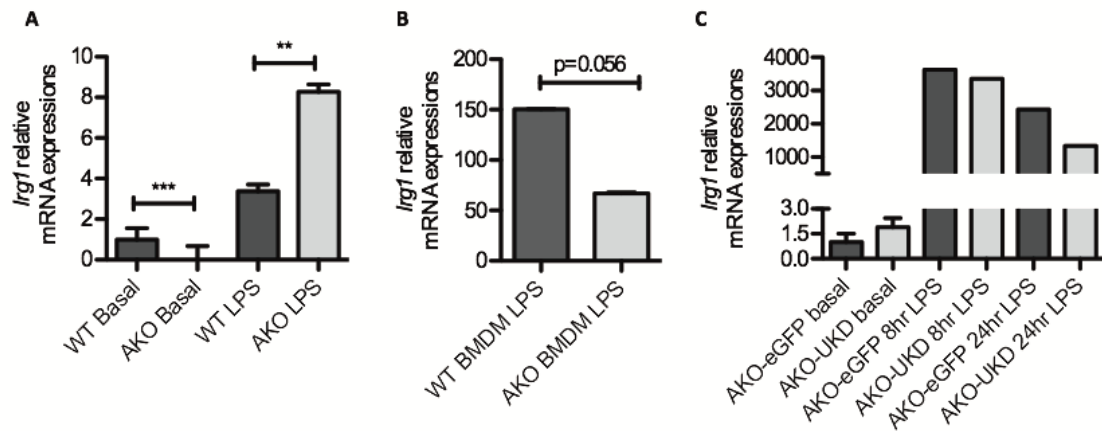 A
Irg1 relative
mRNA expressions
10
8
6
4
2
0
***
**
WT Basal
AKO Basal
WT LPS
AKO LPS
B
Irg1 relative
mRNA expressions
200
150
100
50
0
p=0.056
WT BMDM LPS
AKO BMDM LPS
C
Irg1 relative
mRNA expressions
4000
3000
2000
1000
3.0
1.5
0.0
AKO-eGFP basal
AKO-UKD basal
AKO-eGFP 8hr LPS
AKO-UKD 8hr LPS
AKO-eGFP 24hr LPS
AKO-UKD 24hr LPS